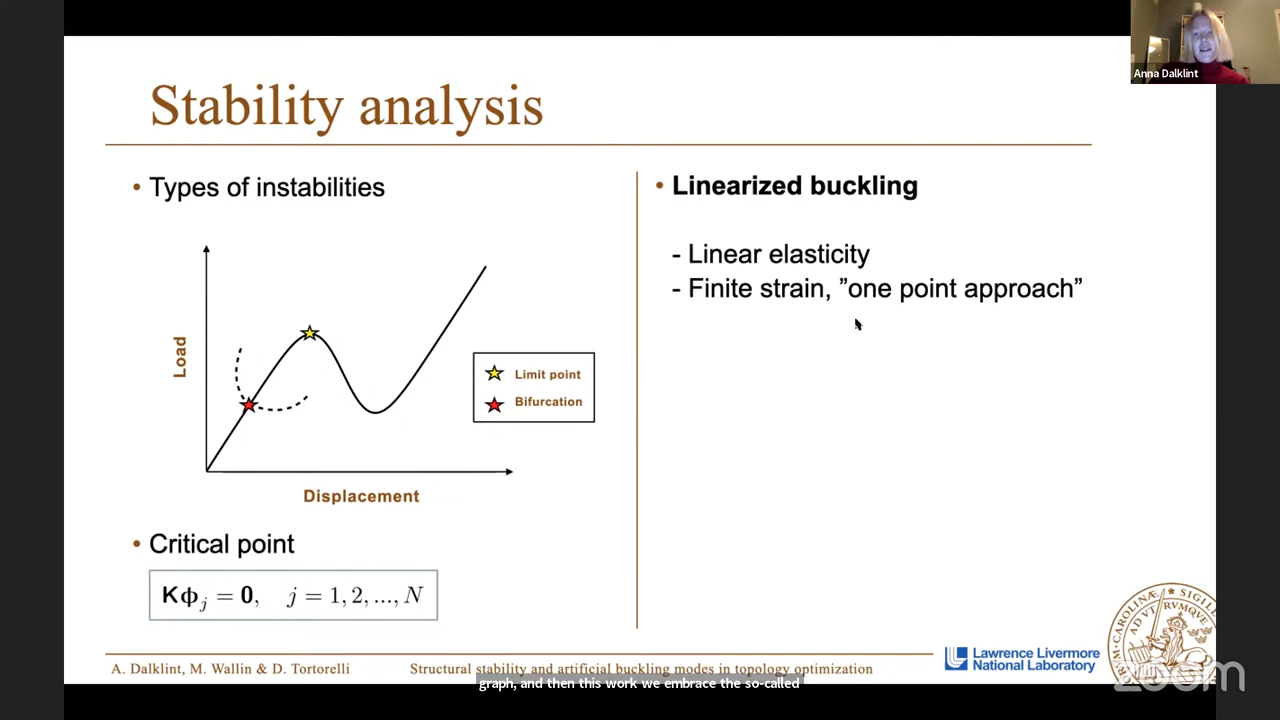 Anna Dalklint
Stability analysis
• Types of instabilities
Load
Displacement
Limit point
Bifurcation
• Critical point
Kϕj = 0, j = 1, 2, ..., N
• Linearized buckling
- Linear elasticity
- Finite strain, ”one point approach”
A. Dalklint, M. Wallin & D. Tortorelli
Structural stability and artificial buckling modes in topology optimization
Lawrence Livermore
National Laboratory
graph, and then this work we embrace the so-called
zoom